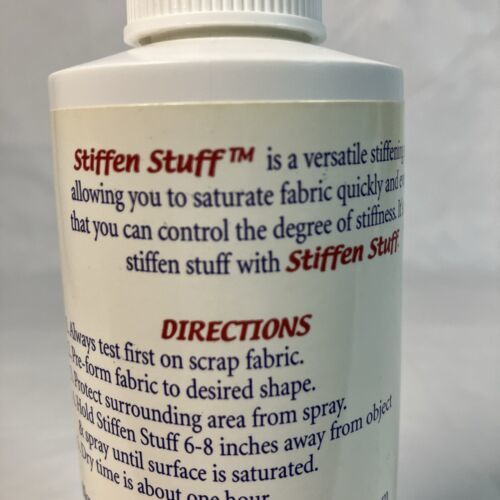 Stiffen Stuff™ is a versatile stiffening
allowing you to saturate fabric quickly and
that you can control the degree of stiffness. It
stiffen stuff with Stiffen Stuff.
DIRECTIONS
Always test first on scrap fabric.
Pre-form fabric to desired shape.
Protect surrounding area from spray.
Hold Stiffen Stuff 6-8 inches away from object
& spray until surface is saturated.
Dry time is about one hour